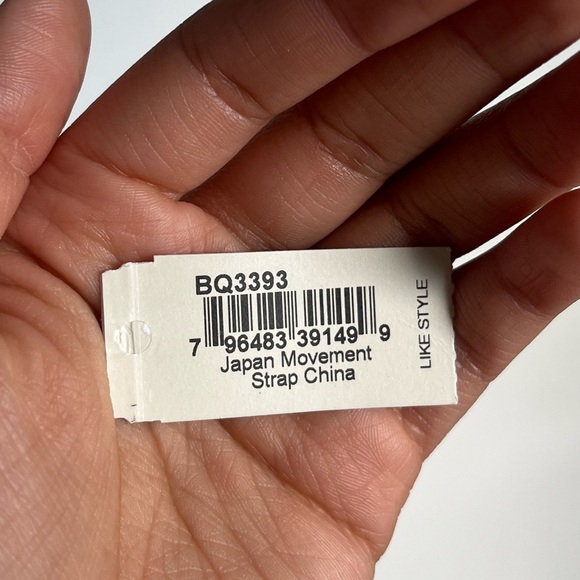 BQ3393
7 96483 39149 9
Japan Movement
Strap China
LIKE STYLE